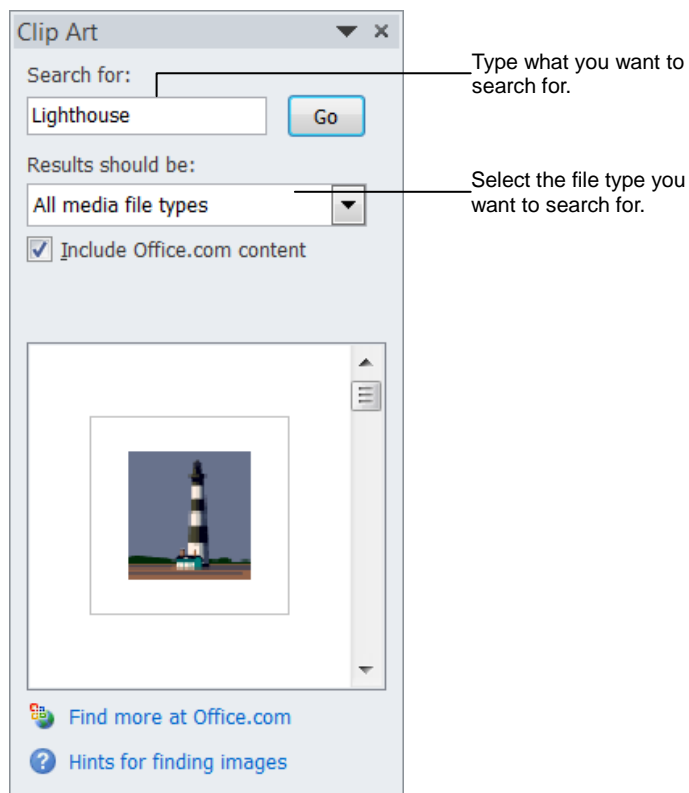 Clip Art
Search for:
Type what you want to
search for.
Lighthouse
Go
Results should be:
Select the file type you
want to search for.
All media file types
Include Office.com content
Find more at Office.com
Hints for finding images